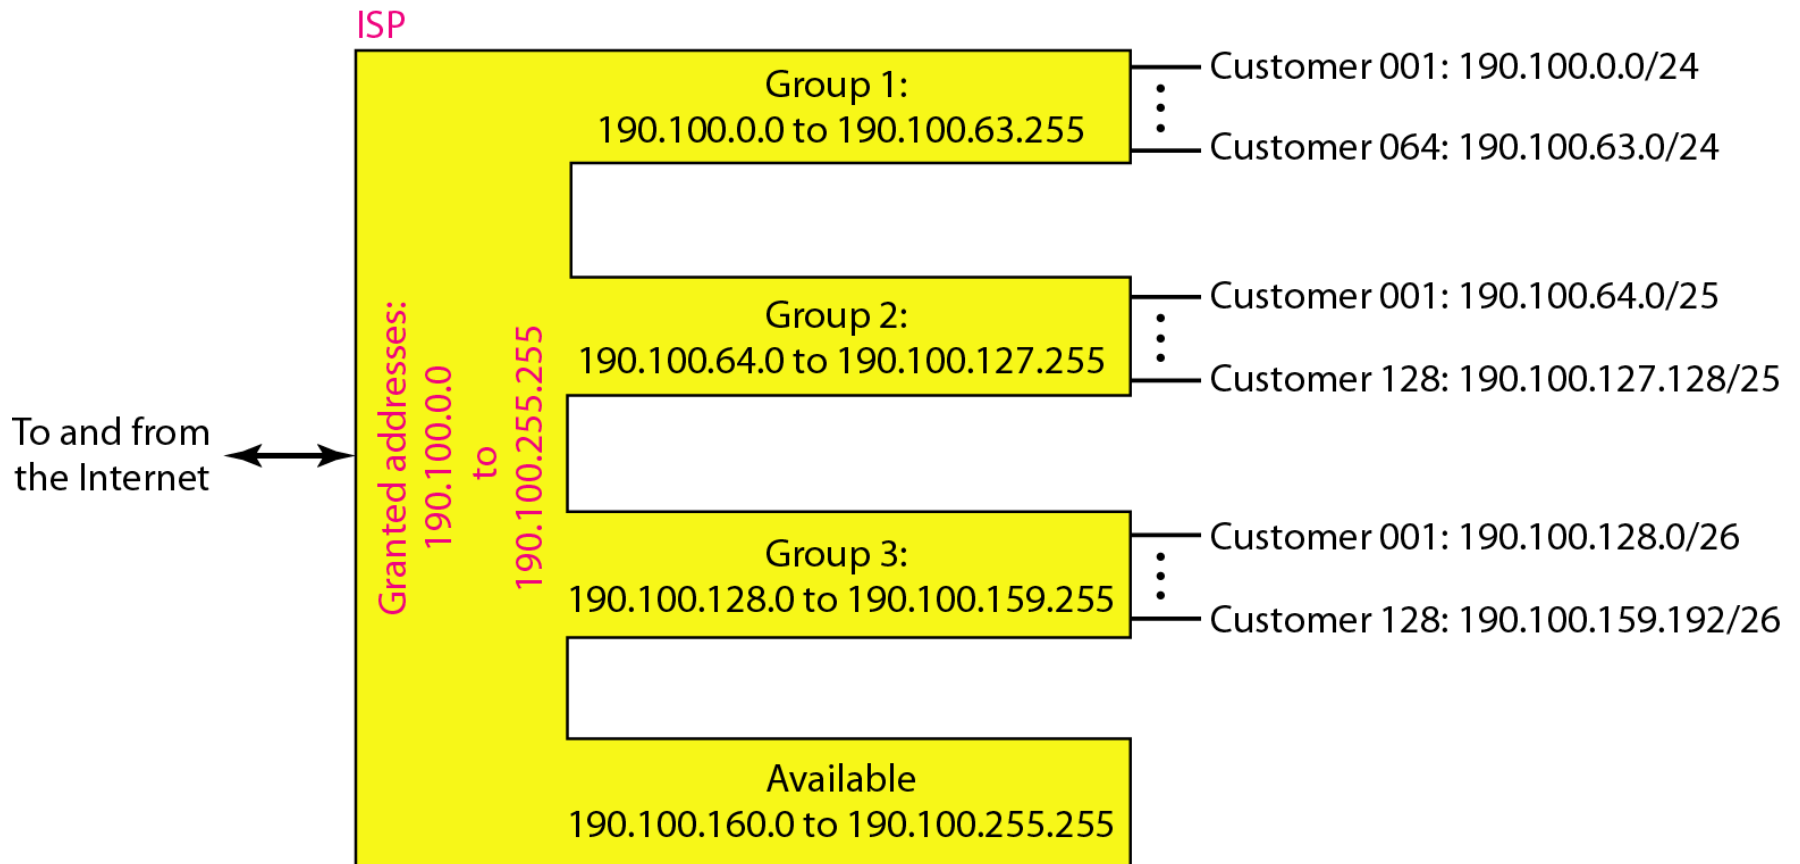 ISP
Group 1:
190.100.0.0 to 190.100.63.255
Customer 001: 190.100.0.0/24
Customer 064: 190.100.63.0/24
Group 2:
190.100.64.0 to 190.100.127.255
Customer 001: 190.100.64.0/25
Customer 128: 190.100.127.128/25
To and from
the Internet
Granted addresses:
190.100.0.0
to
190.100.255.255
Group 3:
190.100.128.0 to 190.100.159.255
Customer 001: 190.100.128.0/26
Customer 128: 190.100.159.192/26
Available
190.100.160.0 to 190.100.255.255